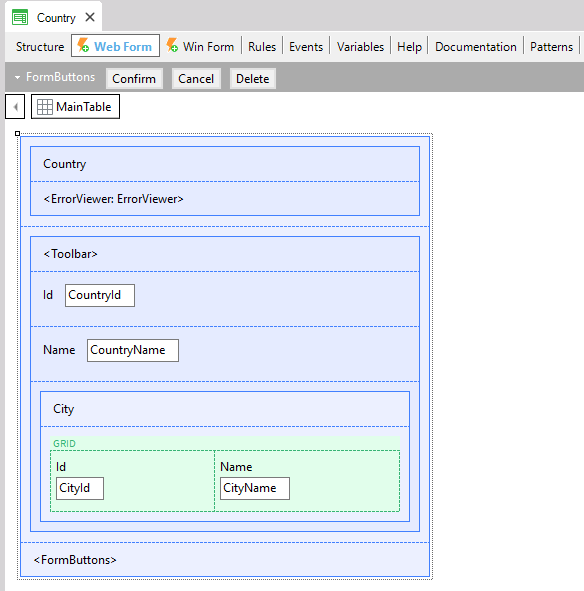 Country
Structure Web Form Win Form Rules Events Variables Help Documentation Patterns
FormButtons Confirm Cancel Delete
MainTable
Country
<ErrorViewer: ErrorViewer>
<Toolbar>
Id CountryId
Name CountryName
City
GRID
Id Name
CityId CityName
<FormButtons>